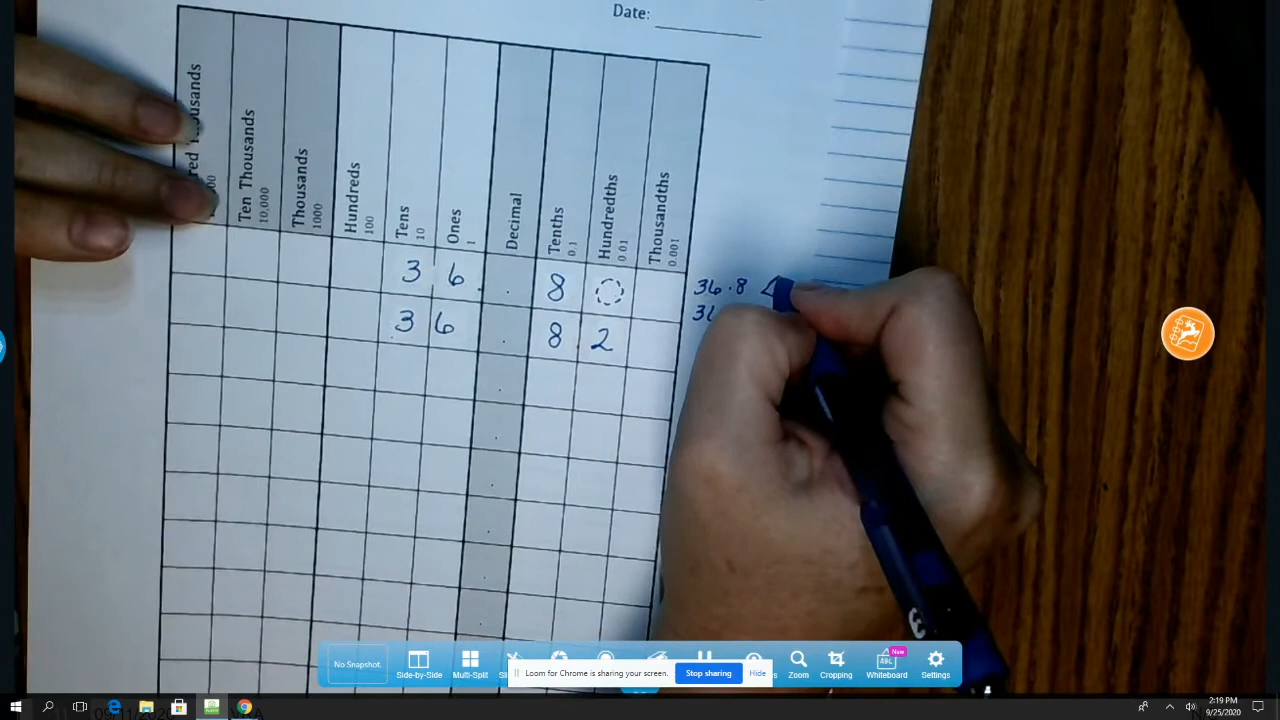 Date:
Ten Thousands
10,000
Thousands
1000
Hundreds
100
Tens
10
Ones
1
Decimal
Tenths
0.1
Hundredths
0.01
Thousandths
0.001
3 6 . 8 0
3 6 . 8 2
36.8 <
No Snapshot.
Side-by-Side
Multi-Split
Zoom
Cropping
New
Whiteboard
Settings
Loom for Chrome is sharing your screen.
Stop sharing
Hide
2:19 PM
9/25/2020